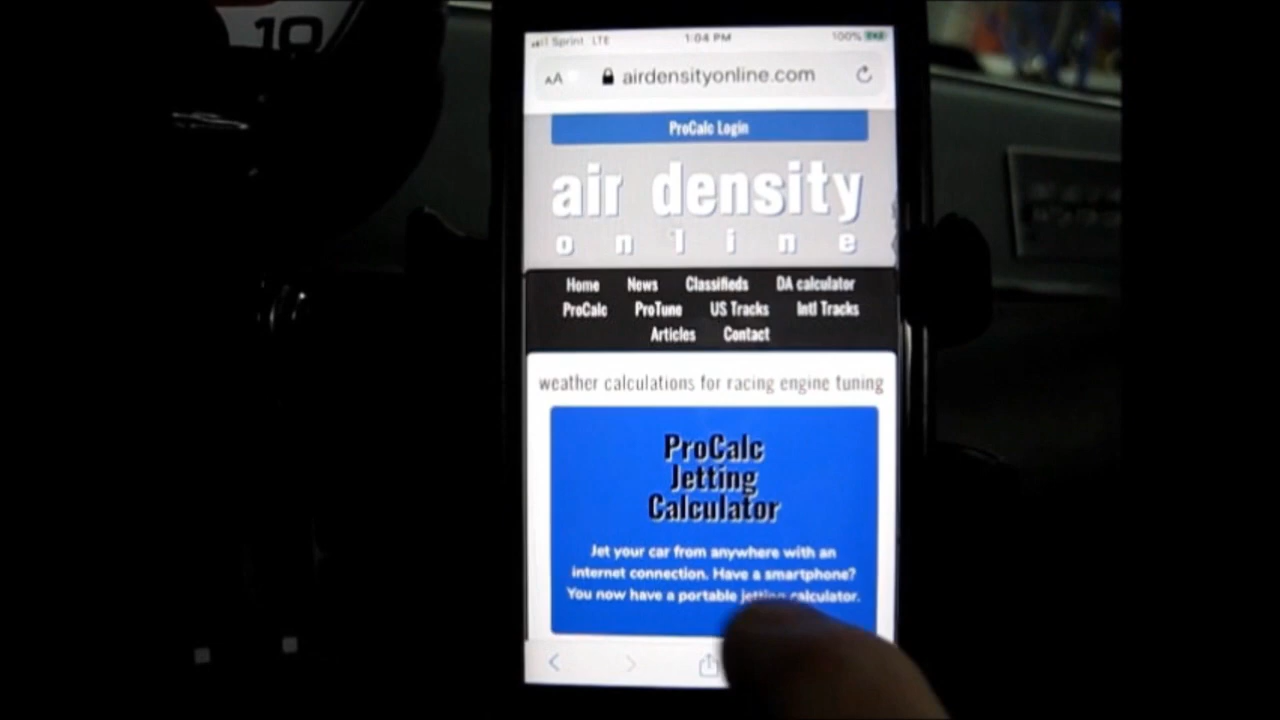 10
Sprint LTE 1:04 PM 100%
AA airdensityonline.com
ProCalc Login
air density
online
Home News Classifieds DA calculator
ProCalc ProTune US Tracks Intl Tracks
Articles Contact
weather calculations for racing engine tuning
ProCalc
Jetting
Calculator
Jet your car from anywhere with an
internet connection. Have a smartphone?
You now have a portable jetting calculator.